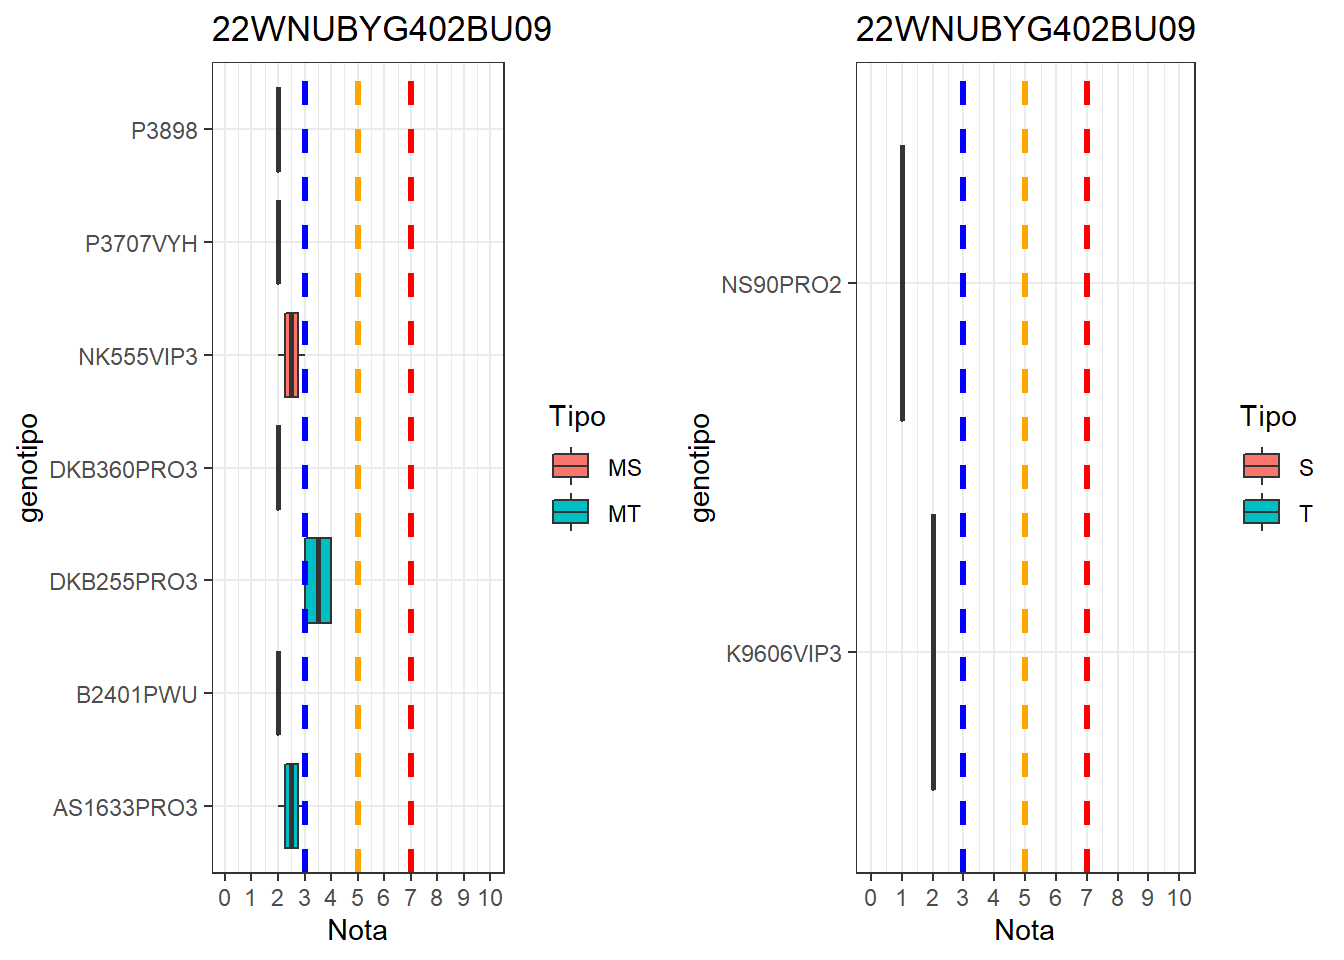 22WNUBYG402BU09
P3898
P3707VYH
NK555VIP3
DKB360PRO3
DKB255PRO3
B2401PWU
AS1633PRO3
genotipo
0 1 2 3 4 5 6 7 8 9 10
Nota
Tipo
MS
MT
22WNUBYG402BU09
NS90PRO2
K9606VIP3
genotipo
0 1 2 3 4 5 6 7 8 9 10
Nota
Tipo
S
T